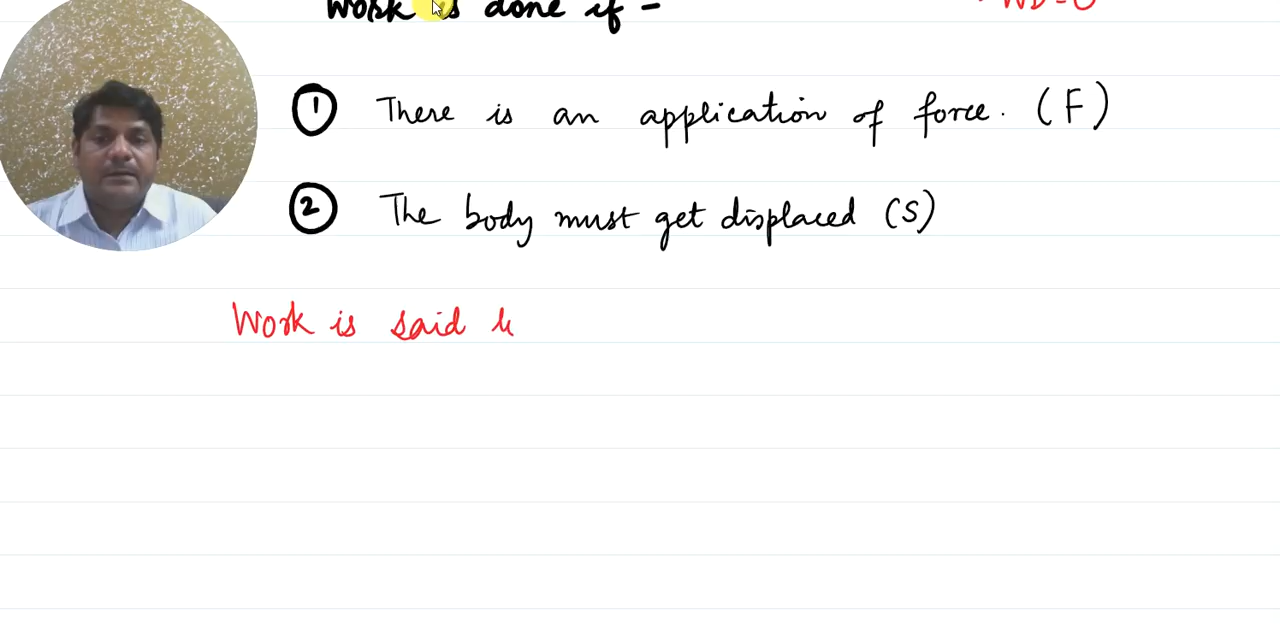 Work is done if -
WD = 0
① There is an application of force. (F)
② The body must get displaced (S)
Work is said